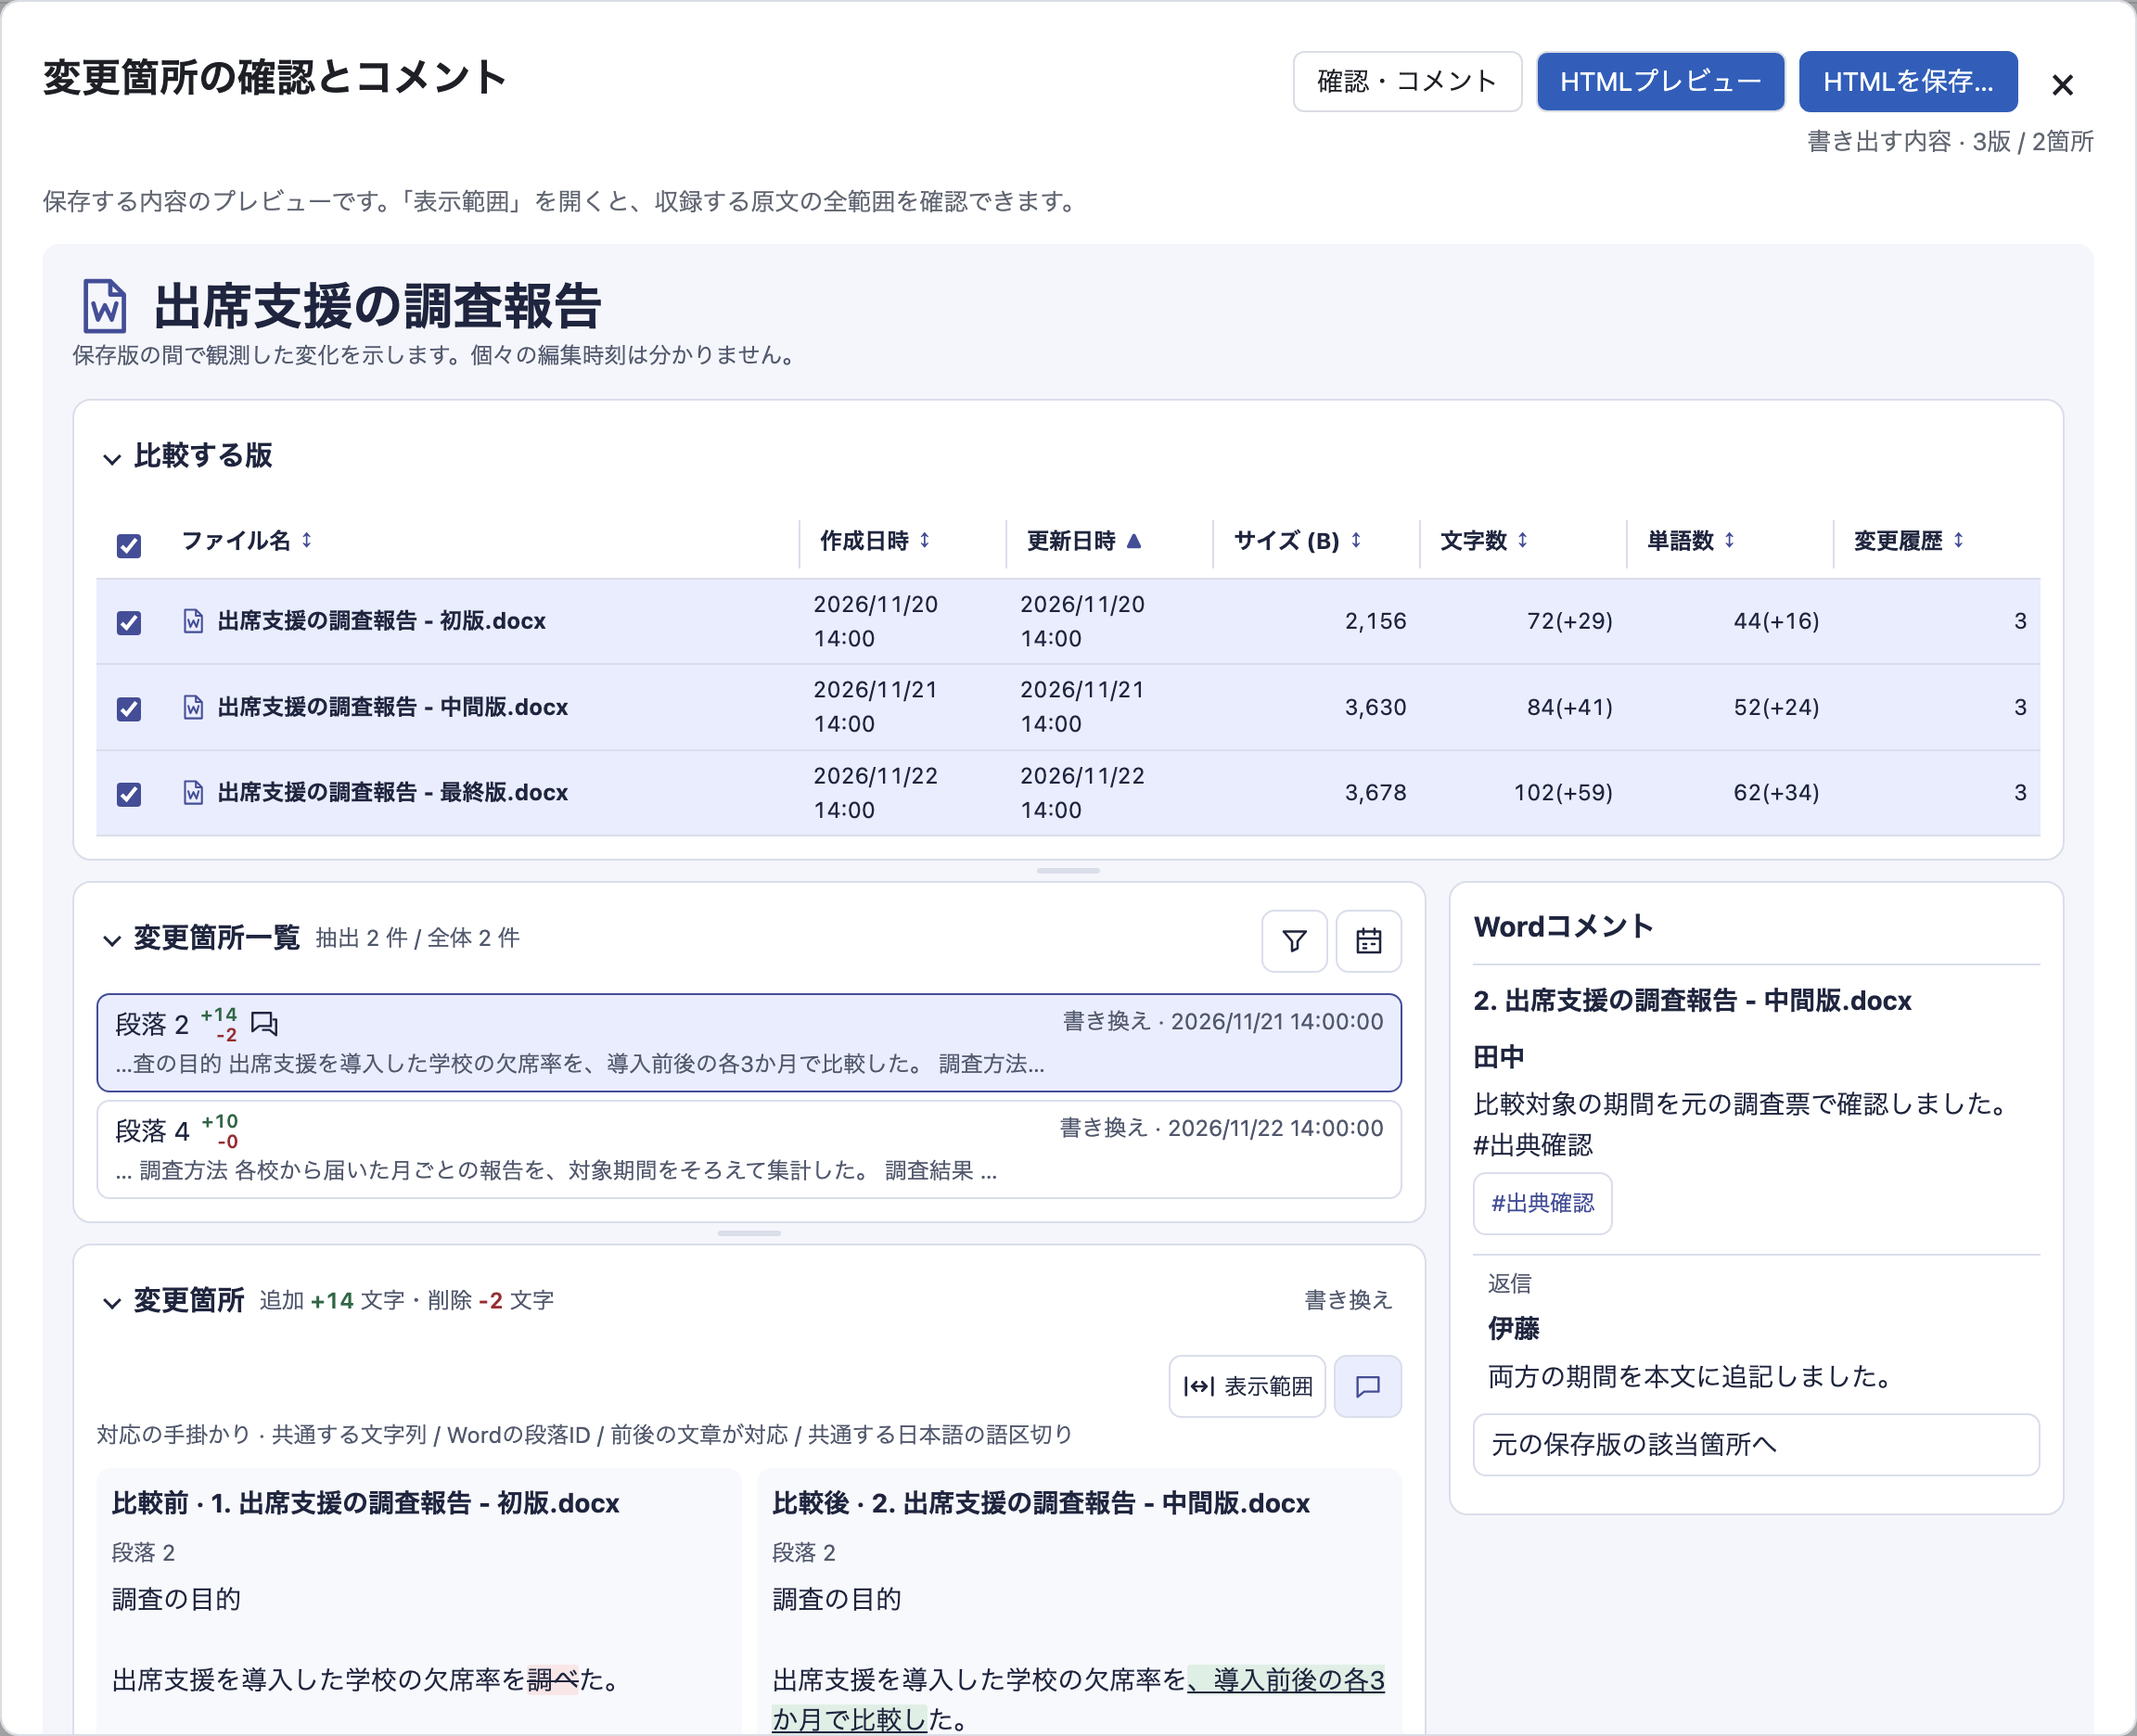 変更箇所の確認とコメント
確認・コメント
HTMLプレビュー
HTMLを保存...
書き出す内容 · 3版 / 2箇所
保存する内容のプレビューです。「表示範囲」を開くと、収録する原文の全範囲を確認できます。
出席支援の調査報告
保存版の間で観測した変化を示します。個々の編集時刻は分かりません。
比較する版
ファイル名 作成日時 更新日時 サイズ (B) 文字数 単語数 変更履歴
出席支援の調査報告 - 初版.docx 2026/11/20 14:00 2026/11/20 14:00 2,156 72(+29) 44(+16) 3
出席支援の調査報告 - 中間版.docx 2026/11/21 14:00 2026/11/21 14:00 3,630 84(+41) 52(+24) 3
出席支援の調査報告 - 最終版.docx 2026/11/22 14:00 2026/11/22 14:00 3,678 102(+59) 62(+34) 3
変更箇所一覧 抽出 2 件 / 全体 2 件
段落 2 +14 -2 書き換え · 2026/11/21 14:00:00
...査の目的 出席支援を導入した学校の欠席率を、導入前後の各3か月で比較した。 調査方法...
段落 4 +10 -0 書き換え · 2026/11/22 14:00:00
... 調査方法 各校から届いた月ごとの報告を、対象期間をそろえて集計した。 調査結果 ...
変更箇所 追加 +14 文字・削除 -2 文字 書き換え
表示範囲
対応の手掛かり · 共通する文字列 / Wordの段落ID / 前後の文章が対応 / 共通する日本語の語区切り
比較前 · 1. 出席支援の調査報告 - 初版.docx
段落 2
調査の目的
出席支援を導入した学校の欠席率を調べた。
比較後 · 2. 出席支援の調査報告 - 中間版.docx
段落 2
調査の目的
出席支援を導入した学校の欠席率を、導入前後の各3
か月で比較した。
Wordコメント
2. 出席支援の調査報告 - 中間版.docx
田中
比較対象の期間を元の調査票で確認しました。
#出典確認
#出典確認
返信
伊藤
両方の期間を本文に追記しました。
元の保存版の該当箇所へ